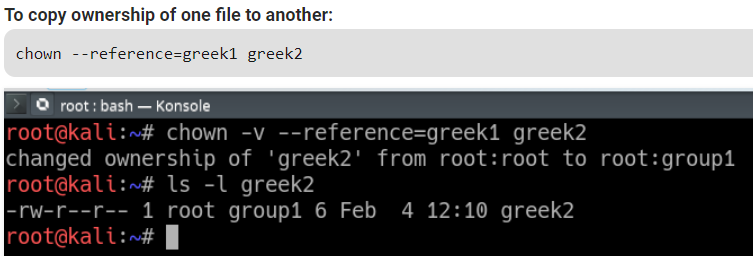 To copy ownership of one file to another:
chown --reference=greek1 greek2
root : bash — Konsole
root@kali:~# chown -v --reference=greek1 greek2
changed ownership of 'greek2' from root:root to root:group1
root@kali:~# ls -l greek2
-rw-r--r-- 1 root group1 6 Feb  4 12:10 greek2
root@kali:~#